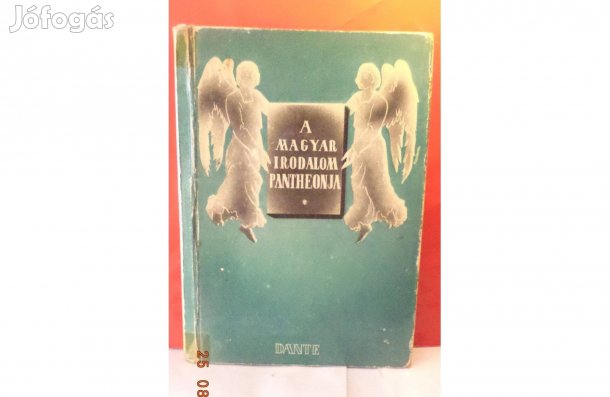 Jófogás
A
MAGYAR
IRODALOM
PANTHEONJA
DANTE
25 08